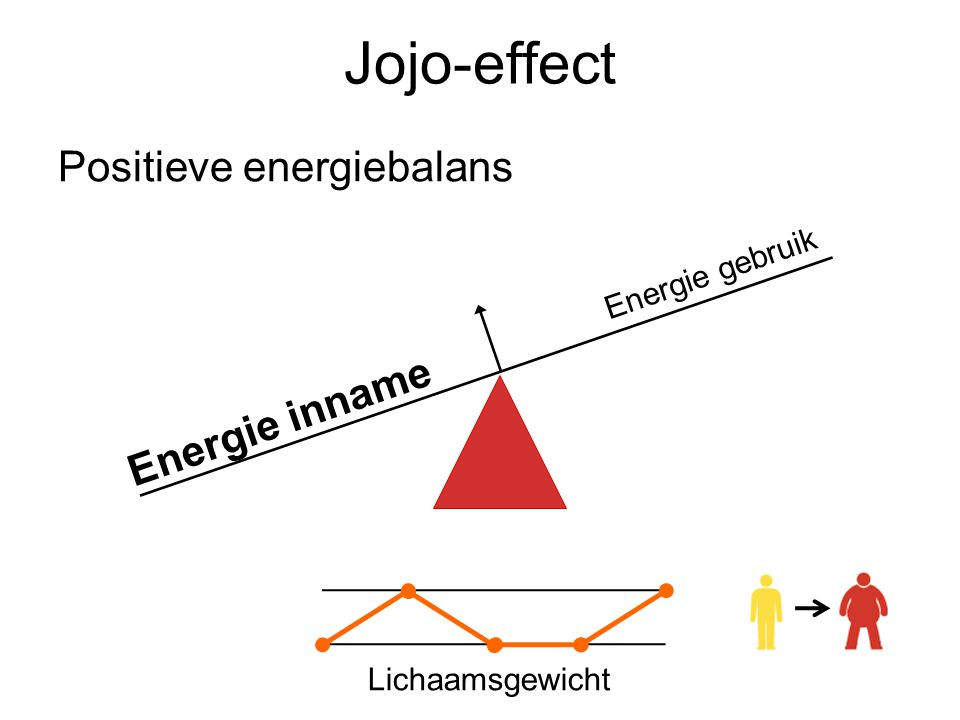 Jojo-effect
Positieve energiebalans
Energie gebruik
Energie inname
Lichaamsgewicht